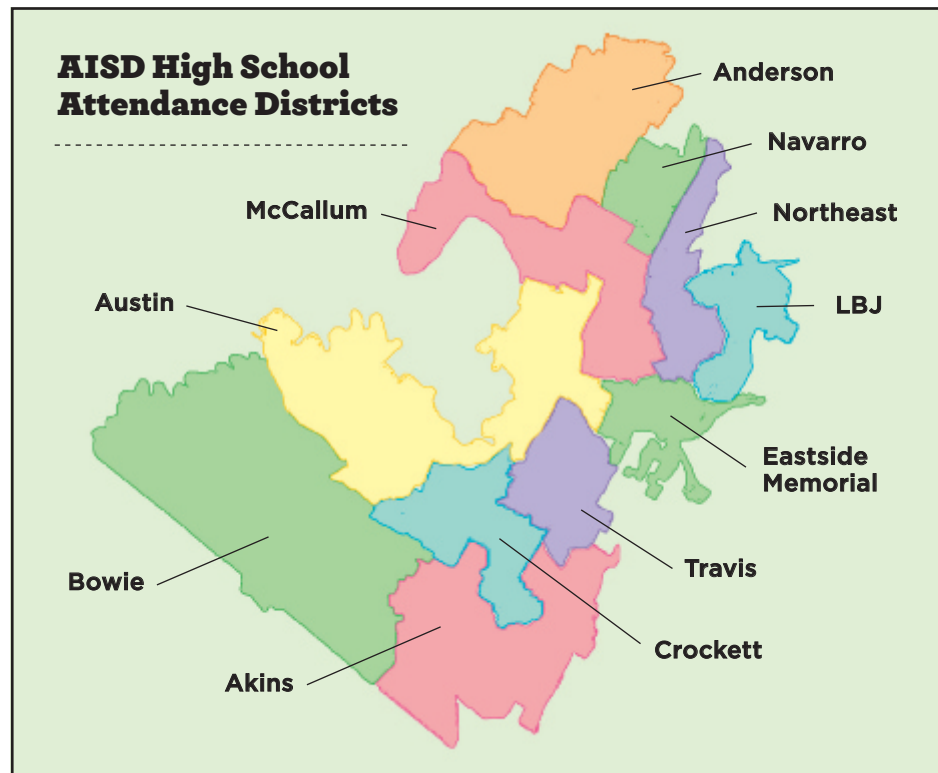 AISD High School
Attendance Districts
Anderson
Navarro
McCallum
Northeast
Austin
LBJ
Eastside
Memorial
Travis
Bowie
Crockett
Akins